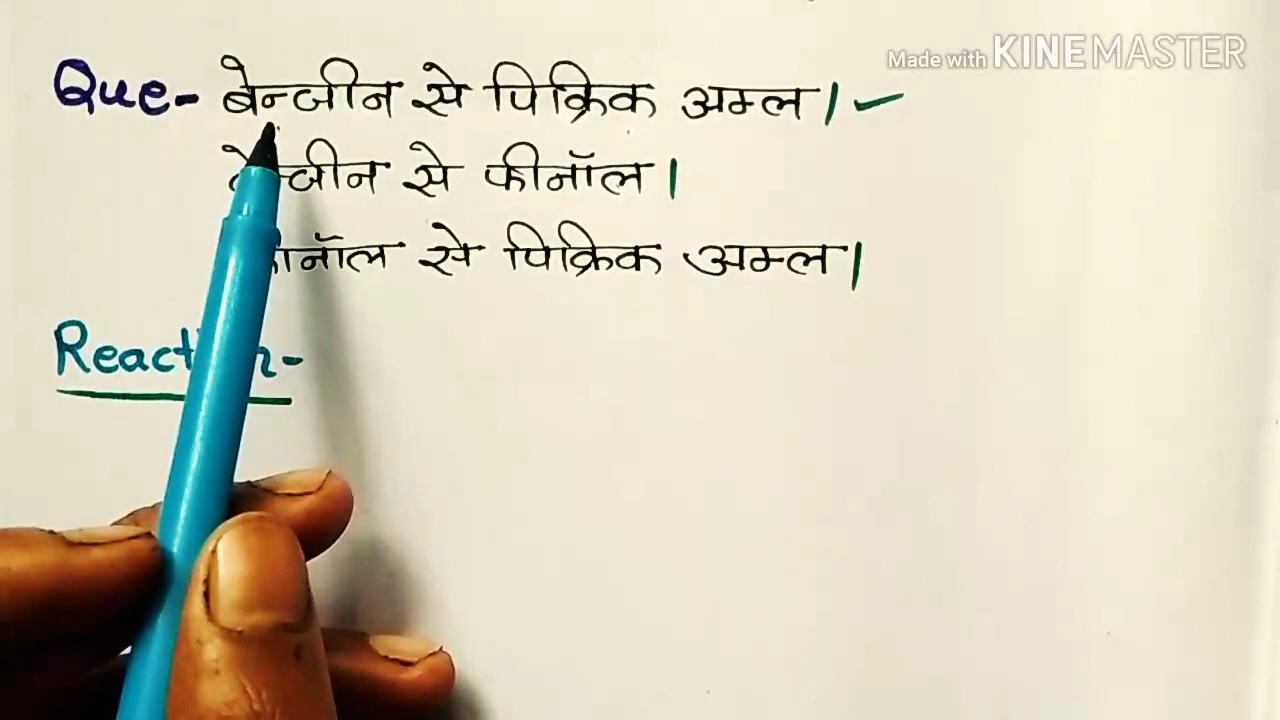 Made with KINEMASTER
Que- बेन्जीन से पिक्रिक अम्ल।
से फीनॉल।
से पिक्रिक अम्ल।